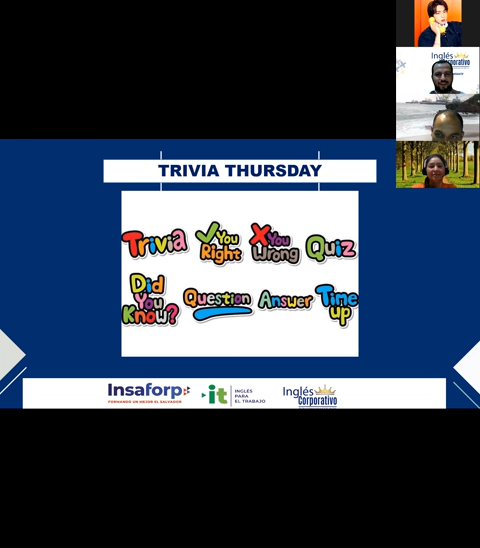 Inglés
Corporativo
TRIVIA THURSDAY
Trivia
You
Right
You
Wrong
Quiz
Did
You
Know?
Question
Answer
Time
up
Insaforp
FORMANDO UN MEJOR EL SALVADOR
it
INGLÉS
PARA
EL TRABAJO
Inglés
Corporativo